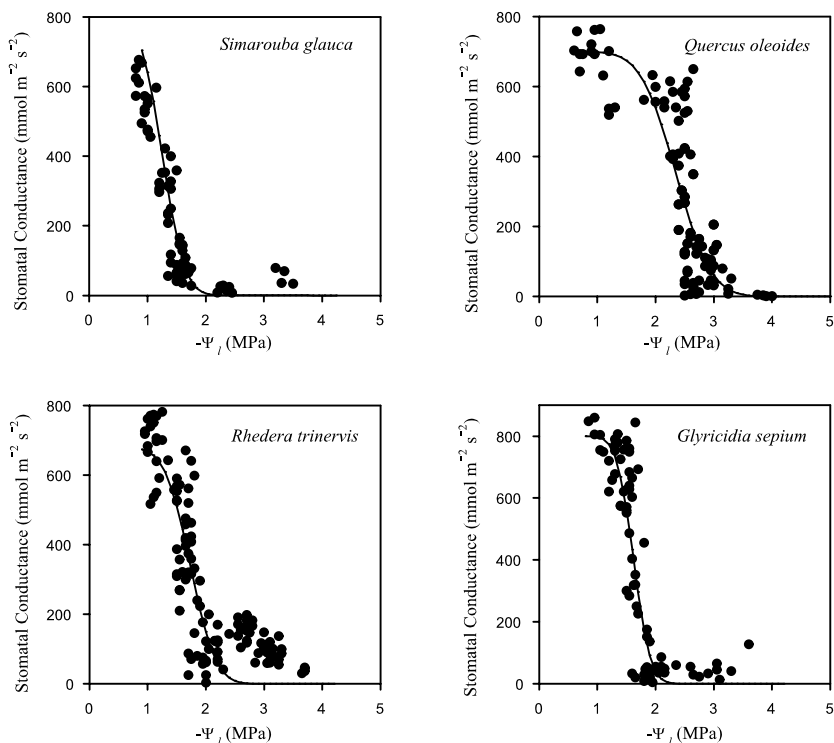 Simarouba glauca
Stomatal Conductance (mmol m⁻² s⁻²)
800
600
400
200
0
0 1 2 3 4 5
-Ψl (MPa)
Quercus oleoides
Stomatal Conductance (mmol m⁻² s⁻²)
800
600
400
200
0
0 1 2 3 4 5
-Ψl (MPa)
Rhedera trinervis
Stomatal Conductance (mmol m⁻² s⁻²)
800
600
400
200
0
0 1 2 3 4 5
-Ψl (MPa)
Glyricidia sepium
Stomatal Conductance (mmol m⁻² s⁻²)
800
600
400
200
0
0 1 2 3 4 5
-Ψl (MPa)